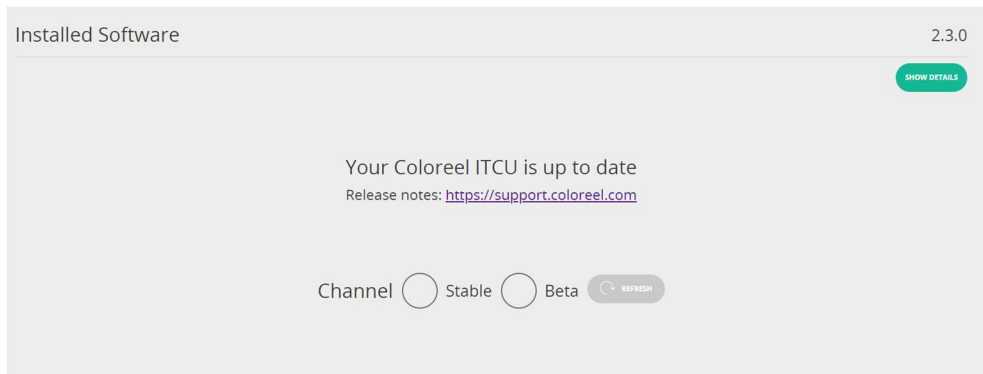 Installed Software 2.3.0
SHOW DETAILS
Your Coloreel ITCU is up to date
Release notes: https://support.coloreel.com
Channel Stable Beta REFRESH